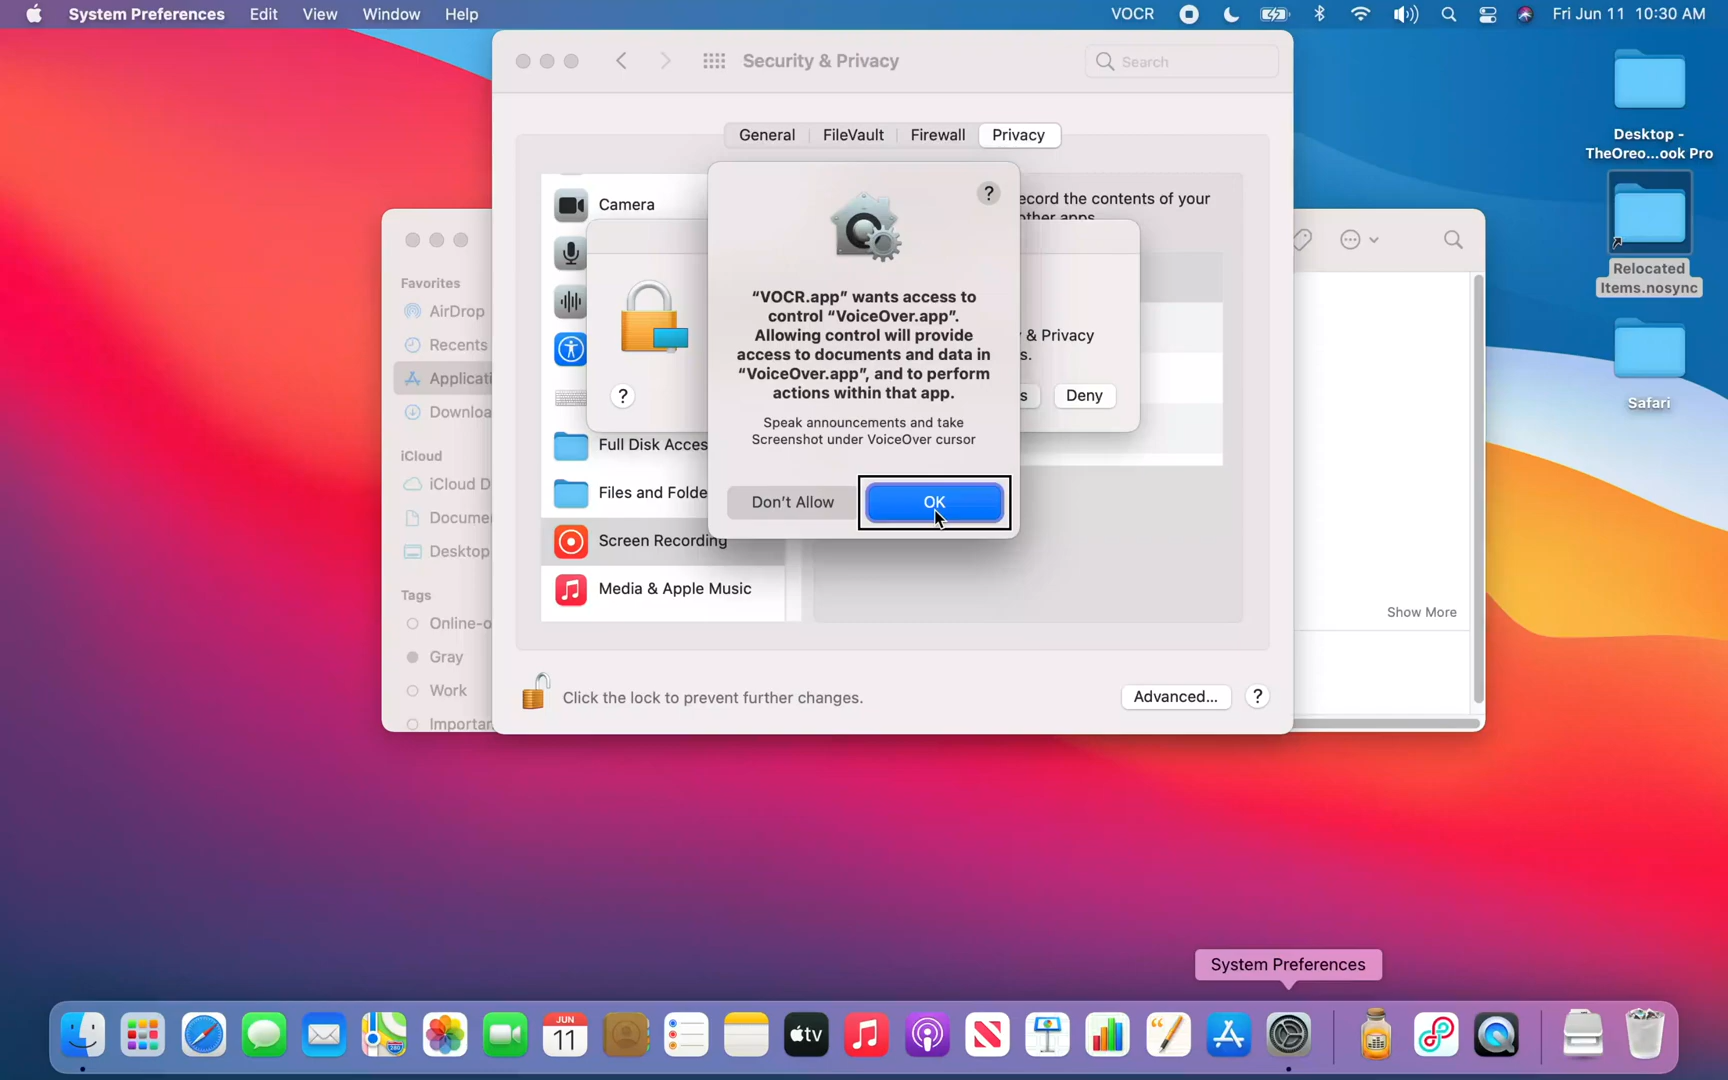 System Preferences Edit View Window Help
VOCR Fri Jun 11 10:30 AM
Security & Privacy
Search
General FileVault Firewall Privacy
Camera
Full Disk Acces
Files and Folde
Screen Recording
Media & Apple Music
ecord the contents of your
other apps.
y & Privacy
s.
?
s
Deny
?
“VOCR.app” wants access to
control “VoiceOver.app”.
Allowing control will provide
access to documents and data in
“VoiceOver.app”, and to perform
actions within that app.
Speak announcements and take
Screenshot under VoiceOver cursor
Don’t Allow
OK
Click the lock to prevent further changes.
Advanced...
?
Favorites
AirDrop
Recents
Applicati
Downloa
iCloud
iCloud D
Docume
Desktop
Tags
Online-o
Gray
Work
Importan
Show More
Desktop -
TheOreo...ook Pro
Relocated
Items.nosync
Safari
System Preferences
JUN
11
tv